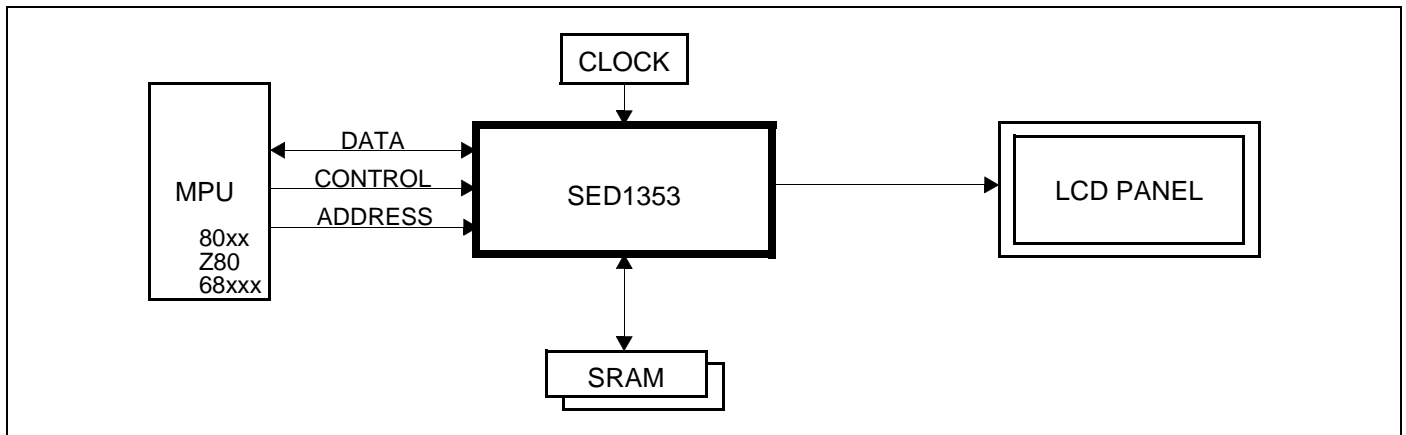 CLOCK
DATA
CONTROL
ADDRESS
MPU
80xx
Z80
68xxx
SED1353
LCD PANEL
SRAM